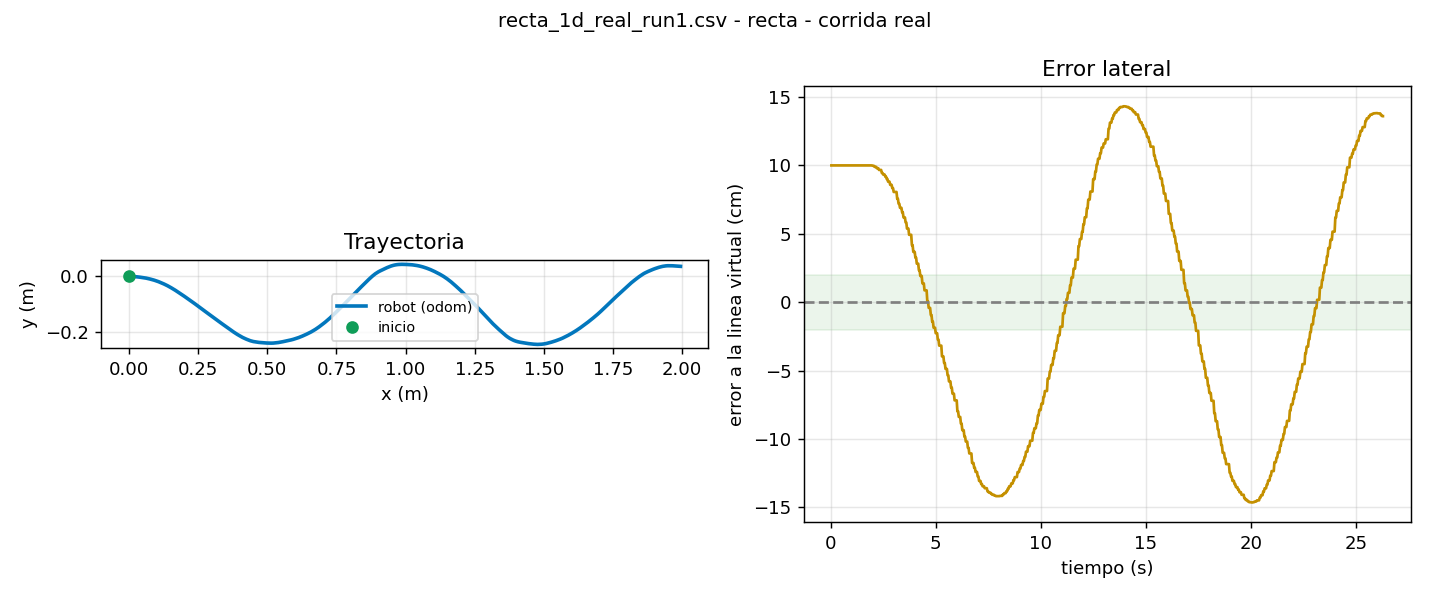 recta_1d_real_run1.csv - recta - corrida real
Trayectoria
0.0
−0.2
y (m)
robot (odom)
inicio
0.00 0.25 0.50 0.75 1.00 1.25 1.50 1.75 2.00
x (m)
Error lateral
15
10
5
0
−5
−10
−15
error a la linea virtual (cm)
0 5 10 15 20 25
tiempo (s)